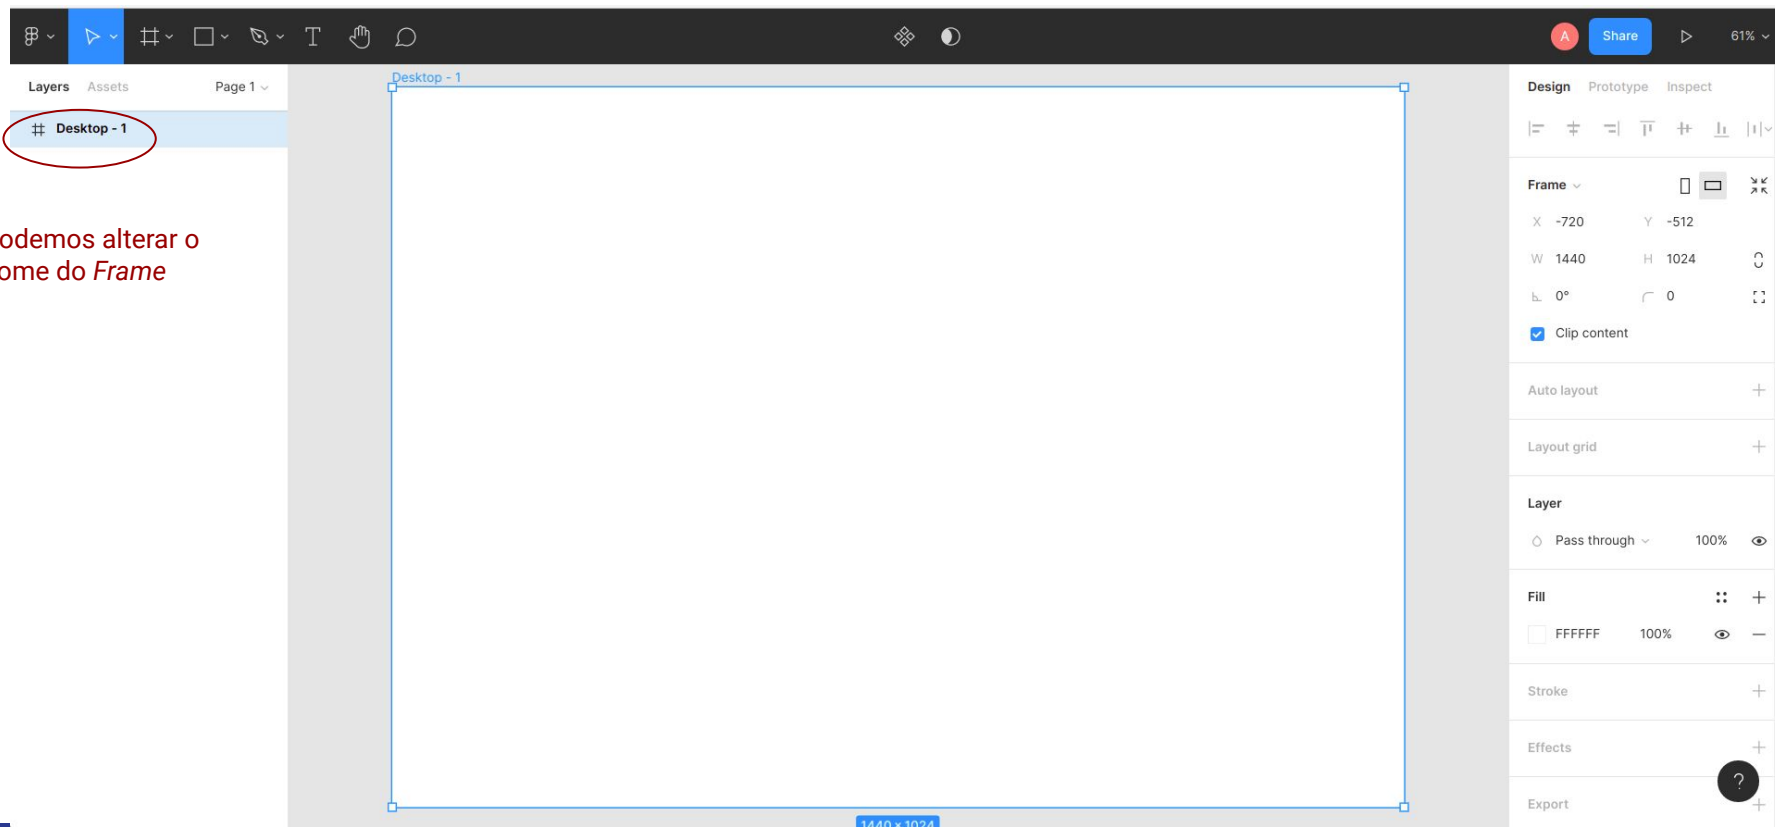 A
Share
61%
Layers Assets Page 1
Desktop - 1
odemos alterar o
ome do Frame
Desktop - 1
1440 × 1024
Design Prototype Inspect
Frame
X -720 Y -512
W 1440 H 1024
0° 0
Clip content
Auto layout
Layout grid
Layer
Pass through 100%
Fill
FFFFFF 100%
Stroke
Effects
?
Export